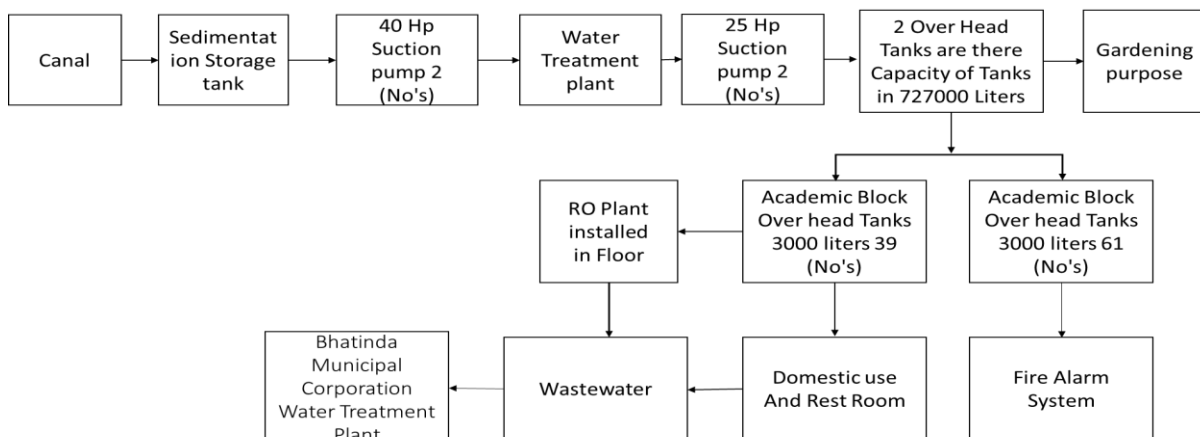 Canal
Sedimentat
ion Storage
tank
40 Hp
Suction
pump 2
(No's)
Water
Treatment
plant
25 Hp
Suction
pump 2
(No's)
2 Over Head
Tanks are there
Capacity of Tanks
in 727000 Liters
Gardening
purpose
RO Plant
installed
in Floor
Academic Block
Over head Tanks
3000 liters 39
(No's)
Academic Block
Over head Tanks
3000 liters 61
(No's)
Bhatinda
Municipal
Corporation
Water Treatment
Plant
Wastewater
Domestic use
And Rest Room
Fire Alarm
System